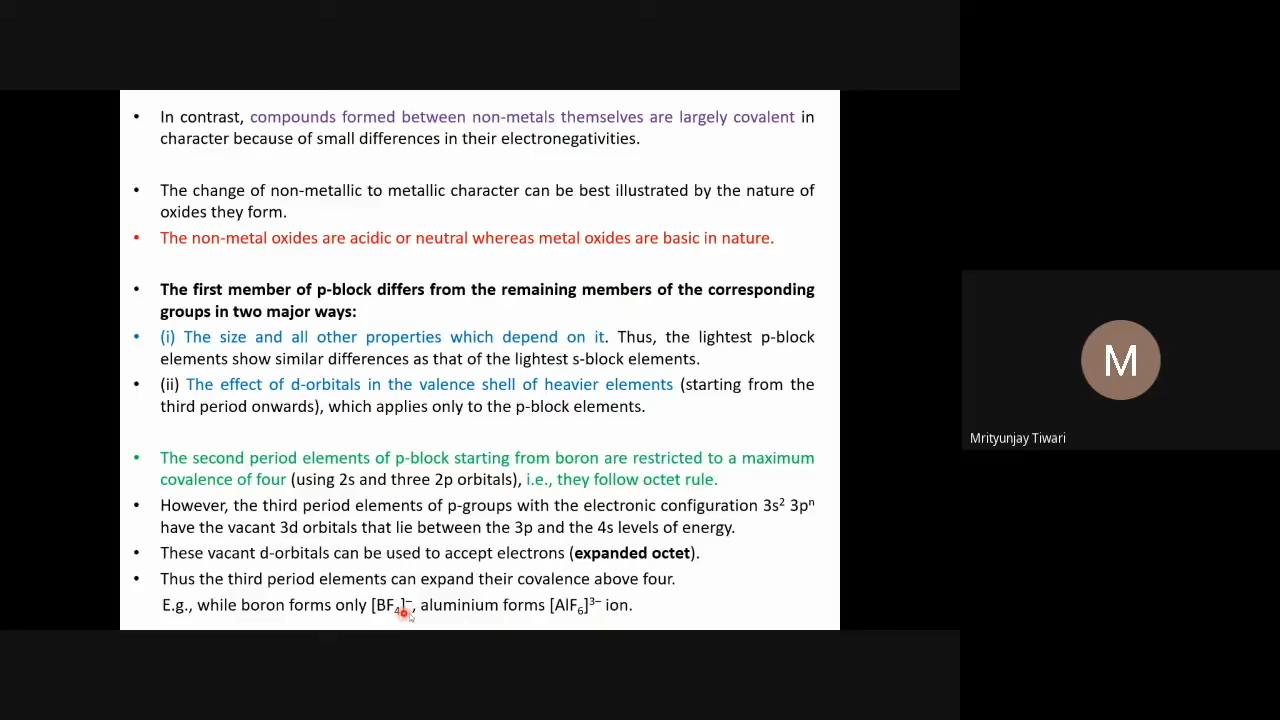 • In contrast, compounds formed between non-metals themselves are largely covalent in
character because of small differences in their electronegativities.
• The change of non-metallic to metallic character can be best illustrated by the nature of
oxides they form.
• The non-metal oxides are acidic or neutral whereas metal oxides are basic in nature.
• The first member of p-block differs from the remaining members of the corresponding
groups in two major ways:
• (i) The size and all other properties which depend on it. Thus, the lightest p-block
elements show similar differences as that of the lightest s-block elements.
• (ii) The effect of d-orbitals in the valence shell of heavier elements (starting from the
third period onwards), which applies only to the p-block elements.
• The second period elements of p-block starting from boron are restricted to a maximum
covalence of four (using 2s and three 2p orbitals), i.e., they follow octet rule.
• However, the third period elements of p-groups with the electronic configuration 3s² 3pⁿ
have the vacant 3d orbitals that lie between the 3p and the 4s levels of energy.
• These vacant d-orbitals can be used to accept electrons (expanded octet).
• Thus the third period elements can expand their covalence above four.
E.g., while boron forms only [BF₄]⁻, aluminium forms [AlF₆]³⁻ ion.
M
Mrityunjay Tiwari